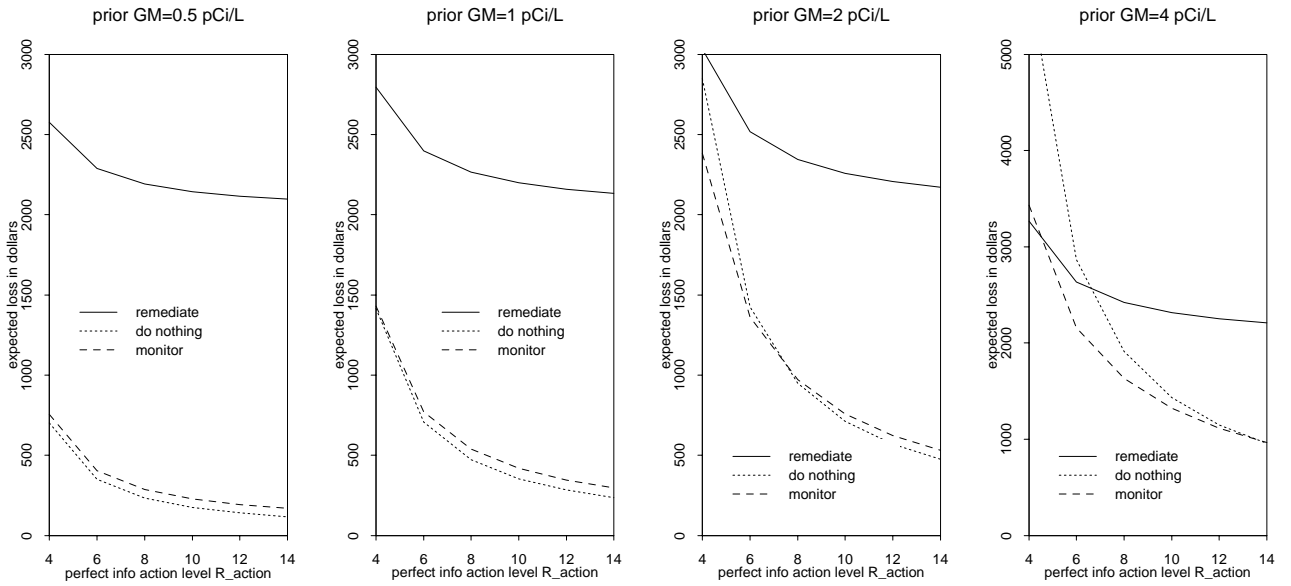 prior GM=0.5 pCi/L
expected loss in dollars
3000
2500
2000
1500
1000
500
0
remediate
do nothing
monitor
4 6 8 10 12 14
perfect info action level R_action
prior GM=1 pCi/L
expected loss in dollars
3000
2500
2000
1500
1000
500
0
remediate
do nothing
monitor
4 6 8 10 12 14
perfect info action level R_action
prior GM=2 pCi/L
expected loss in dollars
3000
2500
2000
1500
1000
500
0
remediate
do nothing
monitor
4 6 8 10 12 14
perfect info action level R_action
prior GM=4 pCi/L
expected loss in dollars
5000
4000
3000
2000
1000
0
remediate
do nothing
monitor
4 6 8 10 12 14
perfect info action level R_action